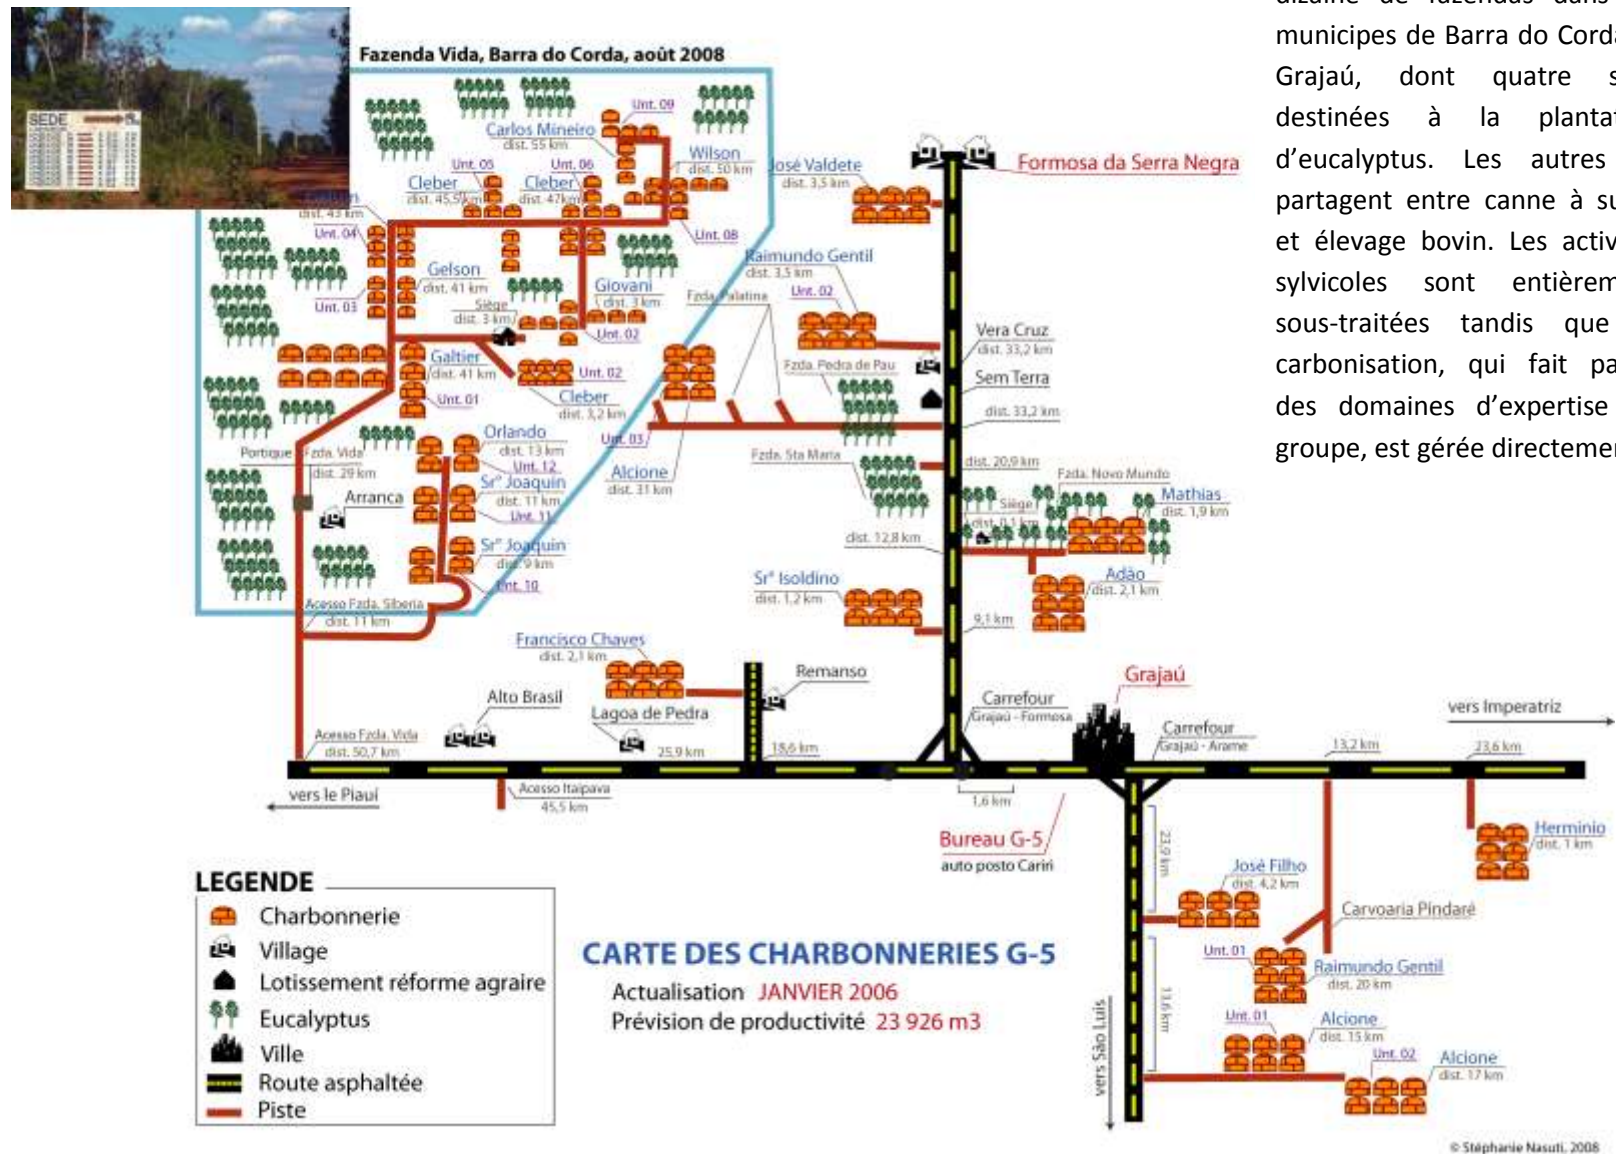 dizaine de fazendas dans
municipes de Barra do Corda
Grajaú, dont quatre s
destinées à la plantat
d’eucalyptus. Les autres
partagent entre canne à su
et élevage bovin. Les activ
sylvicoles sont entièrem
sous-traitées tandis que
carbonisation, qui fait pa
des domaines d’expertise
groupe, est gérée directemen
Fazenda Vida, Barra do Corda, août 2008
SEDE
Unt. 09
Carlos Mineiro
dist. 55 km
Wilson
dist. 50 km
Unt. 05
Cleber
dist. 45,5 km
Unt. 06
Cleber
dist. 47km
Unt. 08
dist. 43 km
Unt. 04
Unt. 03
Gelson
dist. 41 km
Siège
dist. 3 km
Giovani
dist. 3 km
Unt. 02
Galtier
dist. 41 km
Unt. 01
Unt. 02
Cleber
dist. 3,2 km
Orlando
dist. 13 km
Unt. 12
Srº Joaquin
dist. 11 km
Unt. 11
Srº Joaquin
dist. 9 km
Unt. 10
Portique Fzda. Vida
dist. 29 km
Arranca
Acesso Fzda. Siberia
dist. 11 km
José Valdete
dist. 3,5 km
Formosa da Serra Negra
Raimundo Gentil
dist. 3,5 km
Unt. 02
Fzda. Palatina
Vera Cruz
dist. 33,2 km
Fzda. Pedra de Pau
Sem Terra
dist. 33,2 km
Unt. 03
Alcione
dist. 31 km
Fzda. Sta Maria
dist. 20,9 km
Fzda. Novo Mundo
Siège
dist. 0,1 km
Mathias
dist. 1,9 km
dist. 12,8 km
Adão
dist. 2,1 km
Srº Isoldino
dist. 1,2 km
9,1 km
Francisco Chaves
dist. 2,1 km
Remanso
Alto Brasil
Lagoa de Pedra
Carrefour
Grajaú - Formosa
Grajaú
Carrefour
Grajaú - Arame
vers Imperatriz
Acesso Fzda. Vida
dist. 50,7 km
25,9 km
18,6 km
13,2 km
23,6 km
vers le Piaui
Acesso Itaipava
45,5 km
1,6 km
Bureau G-5
auto posto Cariri
23,9 km
José Filho
dist. 4,2 km
Herminio
dist. 1 km
Carvoaria Pindaré
Unt. 01
Raimundo Gentil
dist. 20 km
13,6 km
Unt. 01
Alcione
dist. 15 km
Unt. 02
Alcione
dist. 17 km
vers São Luis
LEGENDE
Charbonnerie
Village
Lotissement réforme agraire
Eucalyptus
Ville
Route asphaltée
Piste
CARTE DES CHARBONNERIES G-5
Actualisation JANVIER 2006
Prévision de productivité 23 926 m3
© Stéphanie Nasuti, 2008